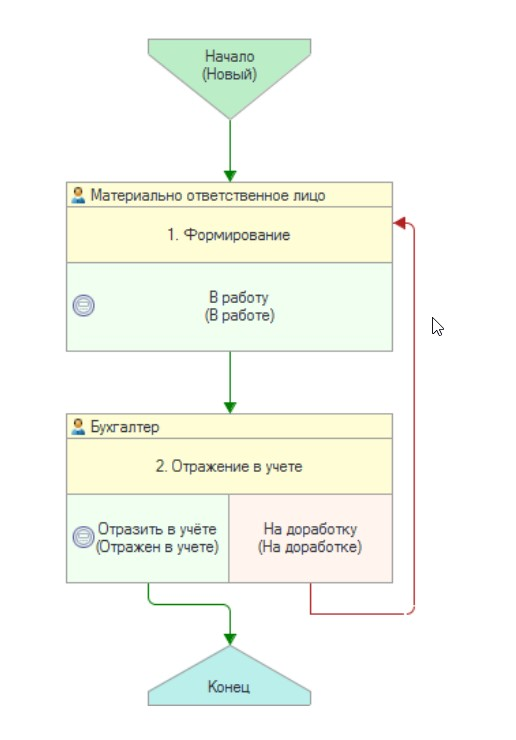 Начало
(Новый)
Материально ответственное лицо
1. Формирование
В работу
(В работе)
Бухгалтер
2. Отражение в учете
Отразить в учёте
(Отражен в учете)
На доработку
(На доработке)
Конец